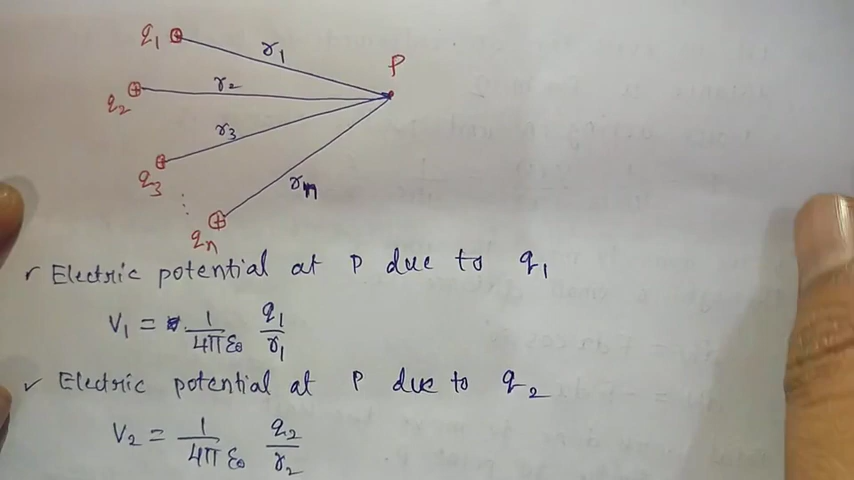 q₁
r₁
P
r₂
q₂
r₃
q₃
rₙ
qₙ
Electric potential at P due to q₁
V₁ = 1/4πε₀ q₁/r₁
Electric potential at P due to q₂
V₂ = 1/4πε₀ q₂/r₂